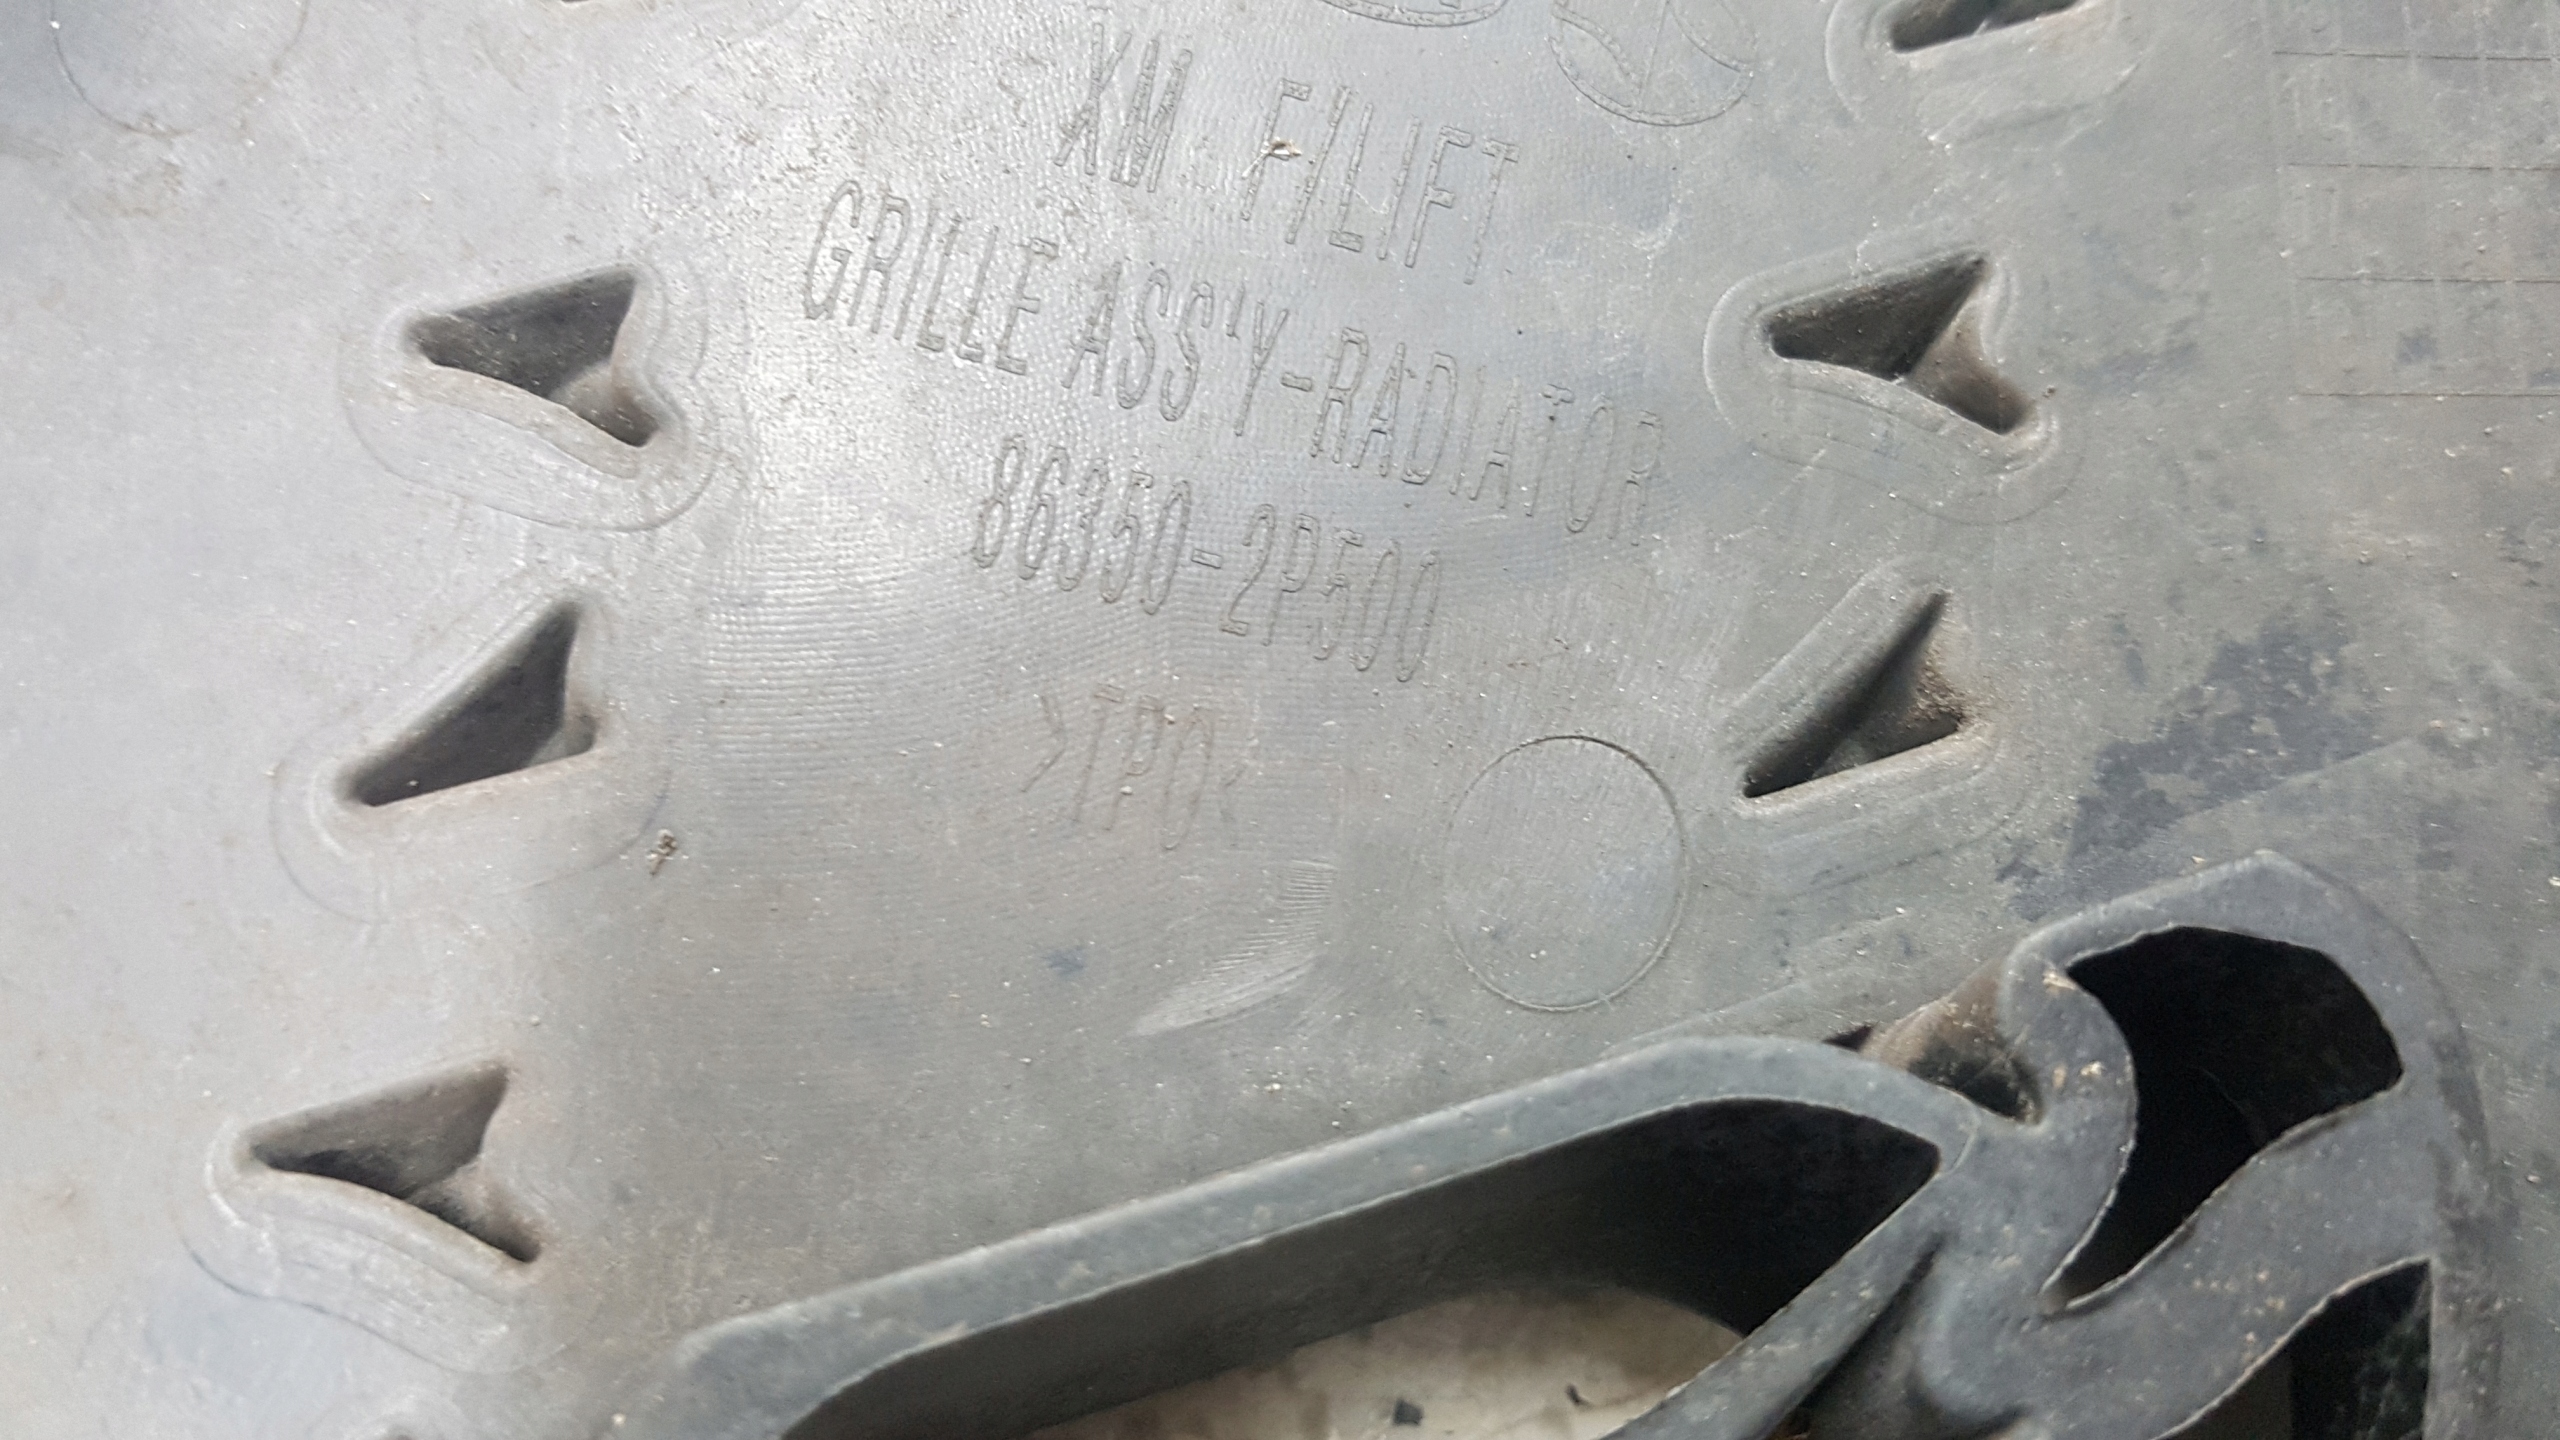 XM F/LIFT
GRILLE ASS'Y-RADIATOR
86350-2P500
>TPO<